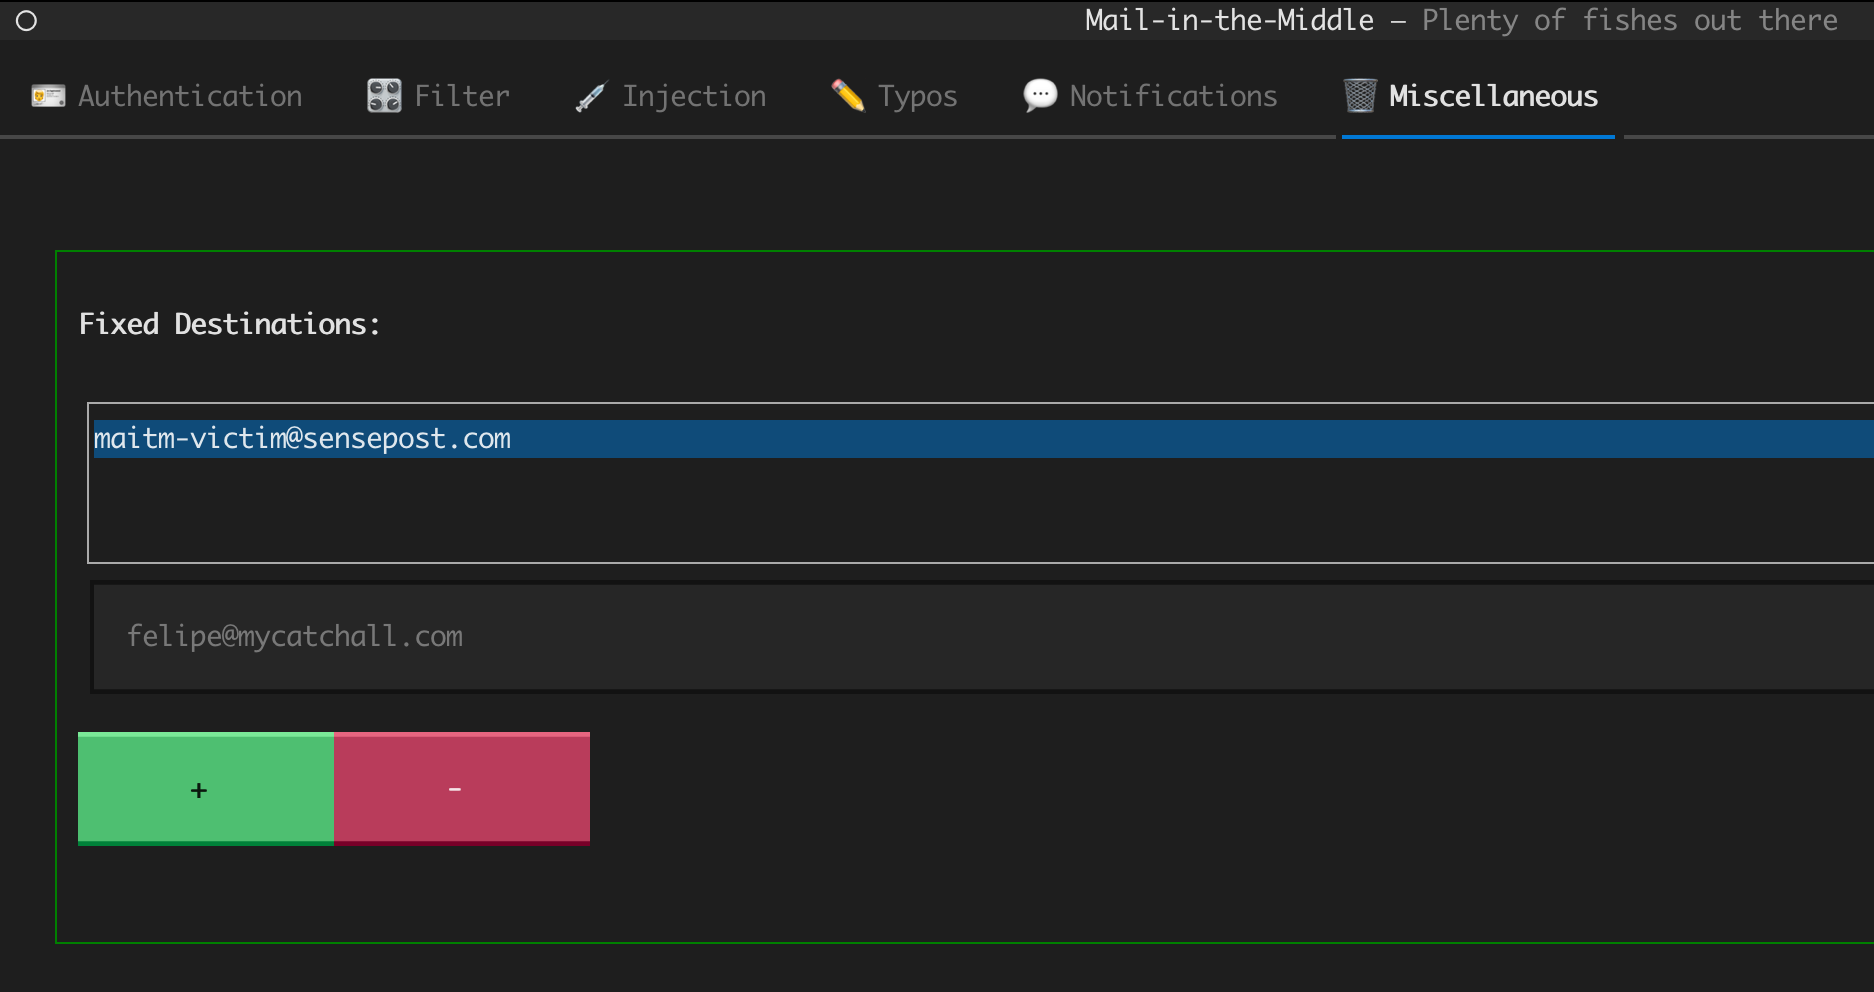 Mail-in-the-Middle — Plenty of fishes out there
Authentication Filter Injection Typos Notifications Miscellaneous
Fixed Destinations:
maitm-victim@sensepost.com
felipe@mycatchall.com
+ -